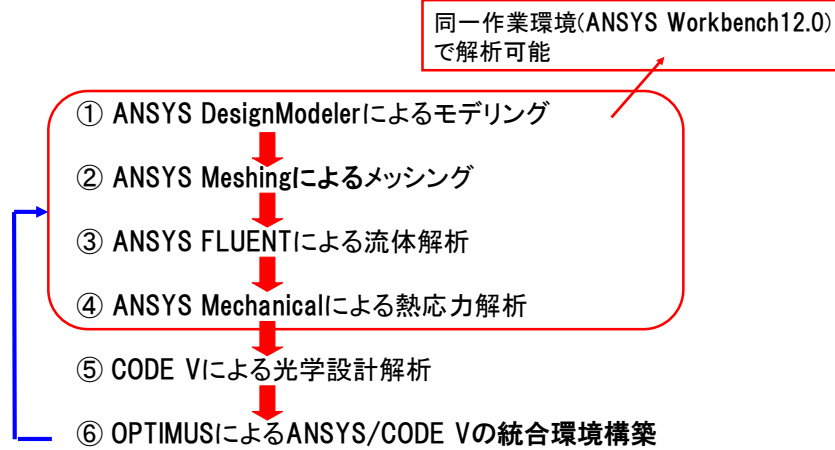 同一作業環境(ANSYS Workbench12.0)
で解析可能
① ANSYS DesignModelerによるモデリング
② ANSYS Meshingによるメッシング
③ ANSYS FLUENTによる流体解析
④ ANSYS Mechanicalによる熱応力解析
⑤ CODE Vによる光学設計解析
⑥ OPTIMUSによるANSYS/CODE Vの統合環境構築